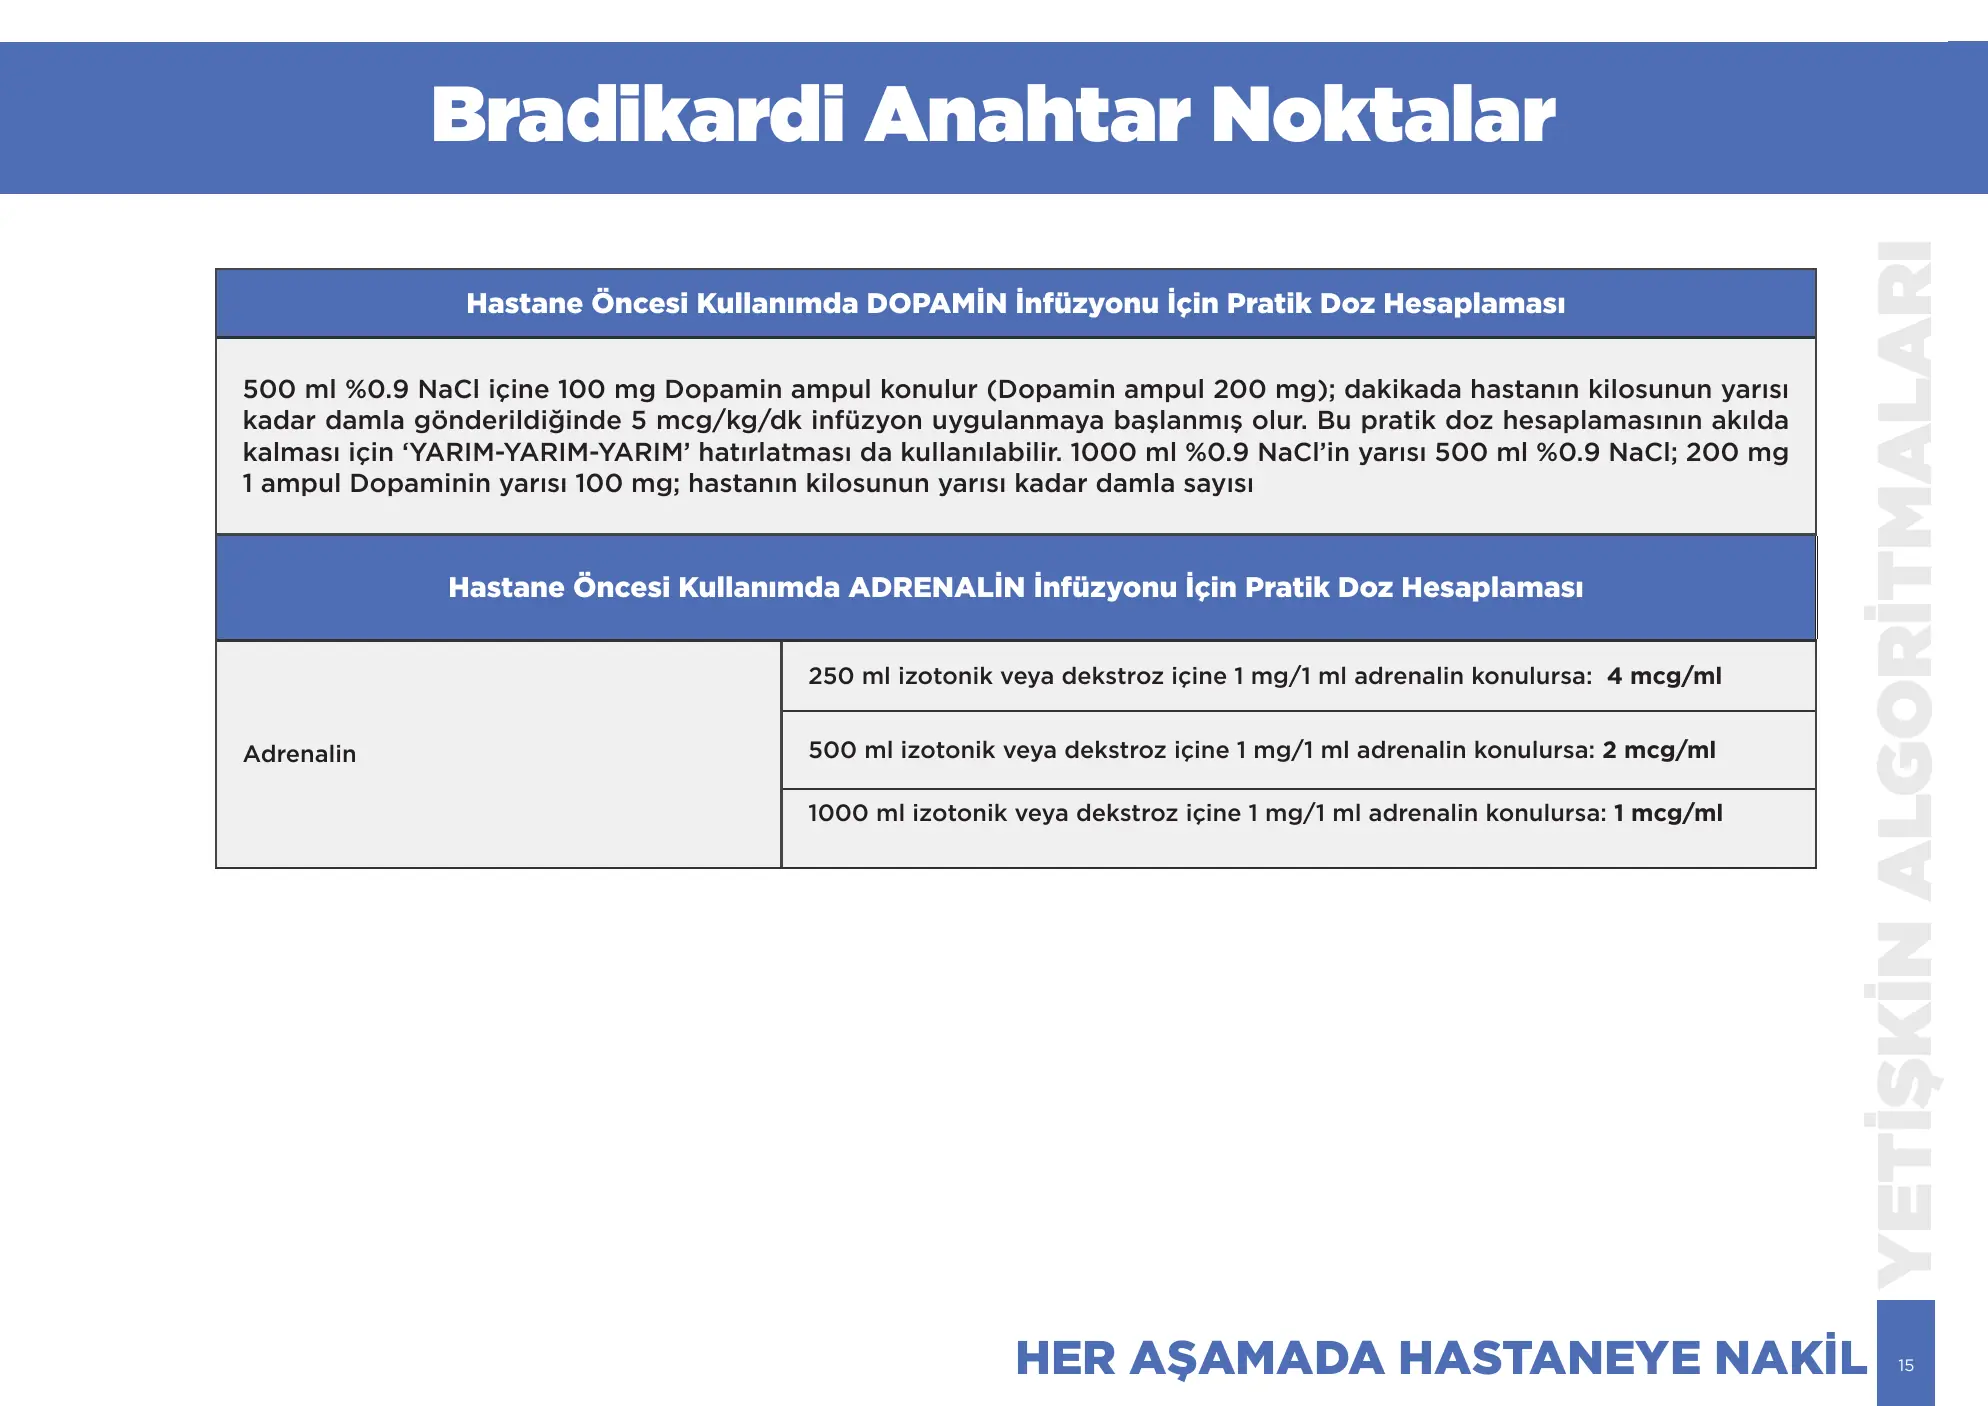 Bradikardi Anahtar Noktalar
Hastane Öncesi Kullanımda DOPAMİN İnfüzyonu İçin Pratik Doz Hesaplaması
500 ml %0.9 NaCl içine 100 mg Dopamin ampul konulur (Dopamin ampul 200 mg); dakikada hastanın kilosunun yarısı
kadar damla gönderildiğinde 5 mcg/kg/dk infüzyon uygulanmaya başlanmış olur. Bu pratik doz hesaplamasının akılda
kalması için ‘YARIM-YARIM-YARIM’ hatırlatması da kullanılabilir. 1000 ml %0.9 NaCl’in yarısı 500 ml %0.9 NaCl; 200 mg
1 ampul Dopaminin yarısı 100 mg; hastanın kilosunun yarısı kadar damla sayısı
Hastane Öncesi Kullanımda ADRENALİN İnfüzyonu İçin Pratik Doz Hesaplaması
Adrenalin
250 ml izotonik veya dekstroz içine 1 mg/1 ml adrenalin konulursa: 4 mcg/ml
500 ml izotonik veya dekstroz içine 1 mg/1 ml adrenalin konulursa: 2 mcg/ml
1000 ml izotonik veya dekstroz içine 1 mg/1 ml adrenalin konulursa: 1 mcg/ml
YETİŞKİN ALGORİTMALARI
HER AŞAMADA HASTANEYE NAKİL
15